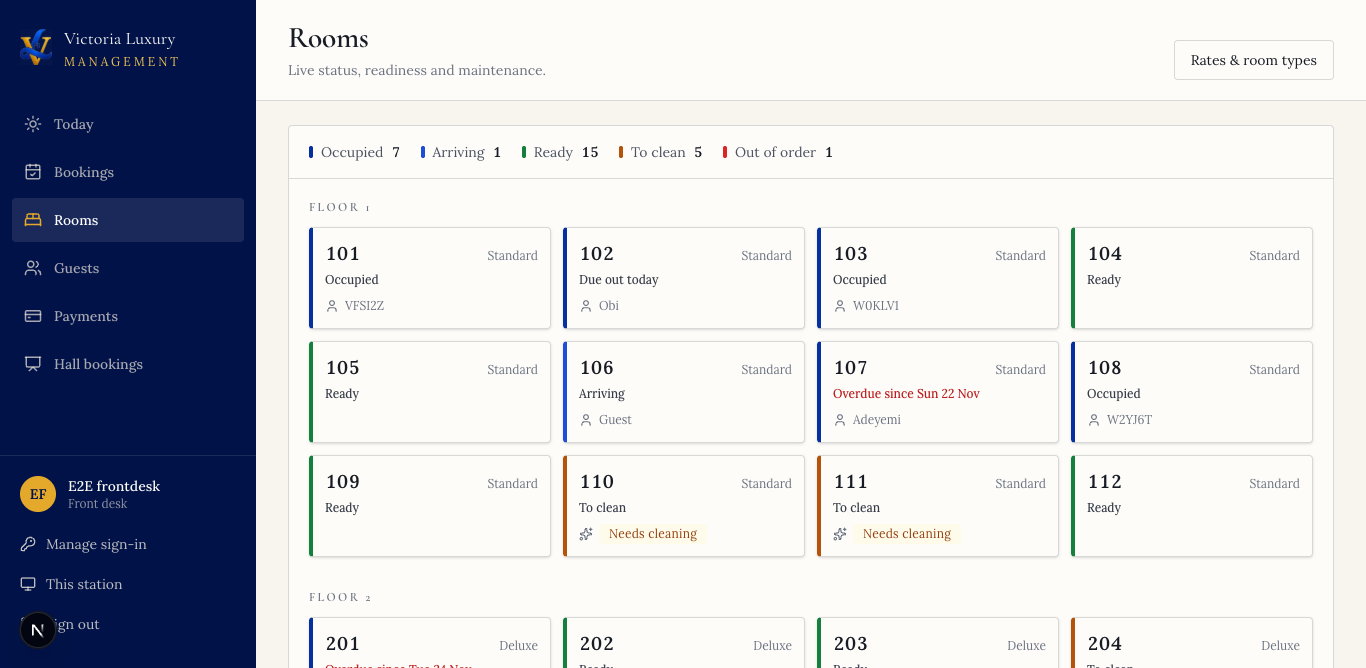 Victoria Luxury
MANAGEMENT
Today
Bookings
Rooms
Guests
Payments
Hall bookings
EF
E2E frontdesk
Front desk
Manage sign-in
This station
N
gn out
Rooms
Live status, readiness and maintenance.
Rates & room types
Occupied 7 Arriving 1 Ready 15 To clean 5 Out of order 1
FLOOR 1
101 Standard
Occupied
VFSI2Z
102 Standard
Due out today
Obi
103 Standard
Occupied
W0KLV1
104 Standard
Ready
105 Standard
Ready
106 Standard
Arriving
Guest
107 Standard
Overdue since Sun 22 Nov
Adeyemi
108 Standard
Occupied
W2YJ6T
109 Standard
Ready
110 Standard
To clean
Needs cleaning
111 Standard
To clean
Needs cleaning
112 Standard
Ready
FLOOR 2
201 Deluxe
202 Deluxe
203 Deluxe
204 Deluxe